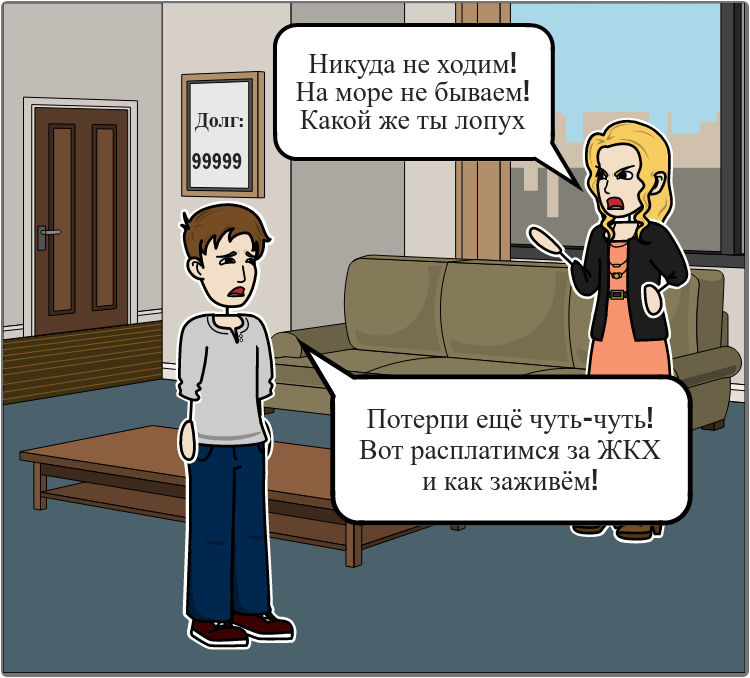 Никуда не ходим!
На море не бываем!
Какой же ты лопух
Долг:
99999
Потерпи ещё чуть-чуть!
Вот расплатимся за ЖКХ
и как заживём!